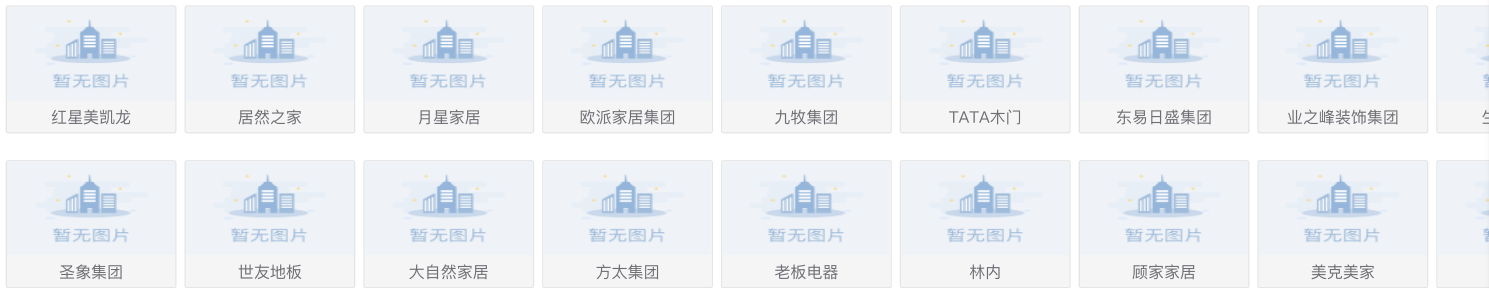 暂无图片 暂无图片 暂无图片 暂无图片 暂无图片 暂无图片 暂无图片 暂无图片
红星美凯龙 居然之家 月星家居 欧派家居集团 九牧集团 TATA木门 东易日盛集团 业之峰装饰集团
暂无图片 暂无图片 暂无图片 暂无图片 暂无图片 暂无图片 暂无图片 暂无图片
圣象集团 世友地板 大自然家居 方太集团 老板电器 林内 顾家家居 美克美家